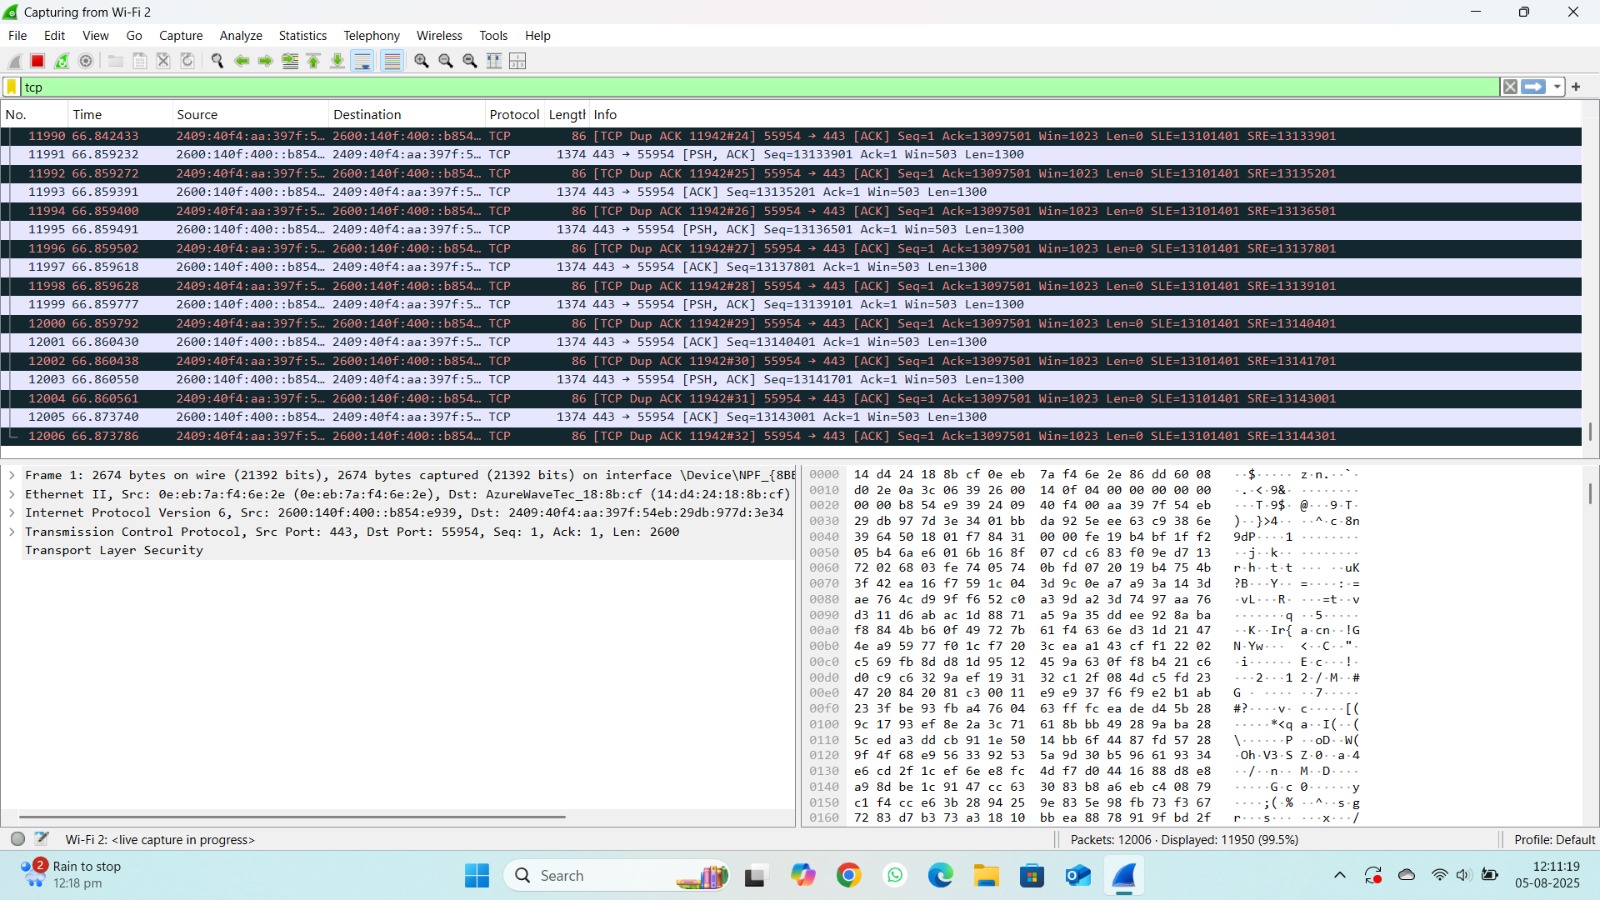 Capturing from Wi-Fi 2
File Edit View Go Capture Analyze Statistics Telephony Wireless Tools Help
tcp
No. Time Source Destination Protocol Length Info
11990 66.842433 2409:40f4:aa:397f:5… 2600:140f:400::b854… TCP 86 [TCP Dup ACK 11942#24] 55954 → 443 [ACK] Seq=1 Ack=13097501 Win=1023 Len=0 SLE=13101401 SRE=13133901
11991 66.859232 2600:140f:400::b854… 2409:40f4:aa:397f:5… TCP 1374 443 → 55954 [PSH, ACK] Seq=13133901 Ack=1 Win=503 Len=1300
11992 66.859272 2409:40f4:aa:397f:5… 2600:140f:400::b854… TCP 86 [TCP Dup ACK 11942#25] 55954 → 443 [ACK] Seq=1 Ack=13097501 Win=1023 Len=0 SLE=13101401 SRE=13135201
11993 66.859391 2600:140f:400::b854… 2409:40f4:aa:397f:5… TCP 1374 443 → 55954 [ACK] Seq=13135201 Ack=1 Win=503 Len=1300
11994 66.859400 2409:40f4:aa:397f:5… 2600:140f:400::b854… TCP 86 [TCP Dup ACK 11942#26] 55954 → 443 [ACK] Seq=1 Ack=13097501 Win=1023 Len=0 SLE=13101401 SRE=13136501
11995 66.859491 2600:140f:400::b854… 2409:40f4:aa:397f:5… TCP 1374 443 → 55954 [PSH, ACK] Seq=13136501 Ack=1 Win=503 Len=1300
11996 66.859502 2409:40f4:aa:397f:5… 2600:140f:400::b854… TCP 86 [TCP Dup ACK 11942#27] 55954 → 443 [ACK] Seq=1 Ack=13097501 Win=1023 Len=0 SLE=13101401 SRE=13137801
11997 66.859618 2600:140f:400::b854… 2409:40f4:aa:397f:5… TCP 1374 443 → 55954 [ACK] Seq=13137801 Ack=1 Win=503 Len=1300
11998 66.859628 2409:40f4:aa:397f:5… 2600:140f:400::b854… TCP 86 [TCP Dup ACK 11942#28] 55954 → 443 [ACK] Seq=1 Ack=13097501 Win=1023 Len=0 SLE=13101401 SRE=13139101
11999 66.859777 2600:140f:400::b854… 2409:40f4:aa:397f:5… TCP 1374 443 → 55954 [PSH, ACK] Seq=13139101 Ack=1 Win=503 Len=1300
12000 66.859792 2409:40f4:aa:397f:5… 2600:140f:400::b854… TCP 86 [TCP Dup ACK 11942#29] 55954 → 443 [ACK] Seq=1 Ack=13097501 Win=1023 Len=0 SLE=13101401 SRE=13140401
12001 66.860430 2600:140f:400::b854… 2409:40f4:aa:397f:5… TCP 1374 443 → 55954 [ACK] Seq=13140401 Ack=1 Win=503 Len=1300
12002 66.860438 2409:40f4:aa:397f:5… 2600:140f:400::b854… TCP 86 [TCP Dup ACK 11942#30] 55954 → 443 [ACK] Seq=1 Ack=13097501 Win=1023 Len=0 SLE=13101401 SRE=13141701
12003 66.860550 2600:140f:400::b854… 2409:40f4:aa:397f:5… TCP 1374 443 → 55954 [PSH, ACK] Seq=13141701 Ack=1 Win=503 Len=1300
12004 66.860561 2409:40f4:aa:397f:5… 2600:140f:400::b854… TCP 86 [TCP Dup ACK 11942#31] 55954 → 443 [ACK] Seq=1 Ack=13097501 Win=1023 Len=0 SLE=13101401 SRE=13143001
12005 66.873740 2600:140f:400::b854… 2409:40f4:aa:397f:5… TCP 1374 443 → 55954 [ACK] Seq=13143001 Ack=1 Win=503 Len=1300
12006 66.873786 2409:40f4:aa:397f:5… 2600:140f:400::b854… TCP 86 [TCP Dup ACK 11942#32] 55954 → 443 [ACK] Seq=1 Ack=13097501 Win=1023 Len=0 SLE=13101401 SRE=13144301
Frame 1: 2674 bytes on wire (21392 bits), 2674 bytes captured (21392 bits) on interface \Device\NPF_{8BE
Ethernet II, Src: 0e:eb:7a:f4:6e:2e (0e:eb:7a:f4:6e:2e), Dst: AzureWaveTec_18:8b:cf (14:d4:24:18:8b:cf)
Internet Protocol Version 6, Src: 2600:140f:400::b854:e939, Dst: 2409:40f4:aa:397f:54eb:29db:977d:3e34
Transmission Control Protocol, Src Port: 443, Dst Port: 55954, Seq: 1, Ack: 1, Len: 2600
Transport Layer Security
0000 14 d4 24 18 8b cf 0e eb 7a f4 6e 2e 86 dd 60 08 ··$····· z·n.··`·
0010 d0 2e 0a 3c 06 39 26 00 14 0f 04 00 00 00 00 00 ·.·<·9&· ········
0020 00 00 b8 54 e9 39 24 09 40 f4 00 aa 39 7f 54 eb ···T·9$· @···9·T·
0030 29 db 97 7d 3e 34 01 bb da 92 5e ee 63 c9 38 6e )··}>4·· ··^·c·8n
0040 39 64 50 18 01 f7 84 31 00 00 fe 19 b4 bf 1f f2 9dP····1 ········
0050 05 b4 6a e6 01 6b 16 8f 07 cd c6 83 f0 9e d7 13 ··j··k·· ········
0060 72 02 68 03 fe 74 05 74 0b fd 07 20 19 b4 75 4b r·h··t·t ··· ··uK
0070 3f 42 ea 16 f7 59 1c 04 3d 9c 0e a7 a9 3a 14 3d ?B···Y·· =····:·=
0080 ae 76 4c d9 9f f6 52 c0 a3 9d a2 3d 74 97 aa 76 ·vL···R· ···=t··v
0090 d3 11 d6 ab ac 1d 88 71 a5 9a 35 dd ee 92 8a ba ·······q ··5·····
00a0 f8 84 4b b6 0f 49 72 7b 61 f4 63 6e d3 1d 21 47 ··K··Ir{ a·cn··!G
00b0 4e a9 59 77 f0 1c f7 20 3c ea a1 43 cf f1 22 02 N·Yw··· <··C··"·
00c0 c5 69 fb 8d d8 1d 95 12 45 9a 63 0f f8 b4 21 c6 ·i······ E·c···!·
00d0 d0 c9 c6 32 9a ef 19 31 32 c1 2f 08 4d c5 fd 23 ···2···1 2·/·M··#
00e0 47 20 84 20 81 c3 00 11 e9 e9 37 f6 f9 e2 b1 ab G · ···· ··7·····
00f0 23 3f be 93 fb a4 76 04 63 ff fc ea de d4 5b 28 #?····v· c·····[(
0100 9c 17 93 ef 8e 2a 3c 71 61 8b bb 49 28 9a ba 28 ·····*<q a··I(··(
0110 5c ed a3 dd cb 91 1e 50 14 bb 6f 44 87 fd 57 28 \······P ··oD··W(
0120 9f 4f 68 e9 56 33 92 53 5a 9d 30 b5 96 61 93 34 ·Oh·V3·S Z·0··a·4
0130 e6 cd 2f 1c ef 6e e8 fc 4d f7 d0 44 16 88 d8 e8 ··/··n·· M··D····
0140 a9 8d be 1c 91 47 cc 63 30 83 b8 a6 eb c4 08 79 ·····G·c 0······y
0150 c1 f4 cc e6 3b 28 94 25 9e 83 5e 98 fb 73 f3 67 ····;(·% ··^··s·g
0160 72 83 d7 b3 73 a3 18 10 bb ea 88 78 91 9f bd 2f r···s··· ···x···/
Wi-Fi 2: <live capture in progress> Packets: 12006 · Displayed: 11950 (99.5%) Profile: Default
2 Rain to stop
12:18 pm
Search
12:11:19
05-08-2025